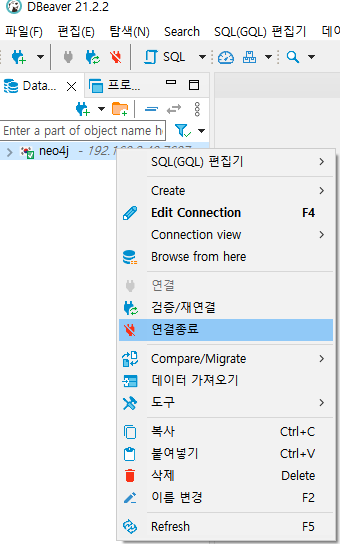 DBeaver 21.2.2
파일(F) 편집(E) 탐색(N) Search SQL(GQL) 편집기 데이
SQL
Data... 프로...
Enter a part of object name h
neo4j
SQL(GQL) 편집기
Create
Edit Connection F4
Connection view
Browse from here
연결
검증/재연결
연결종료
Compare/Migrate
데이터 가져오기
도구
복사 Ctrl+C
붙여넣기 Ctrl+V
삭제 Delete
이름 변경 F2
Refresh F5